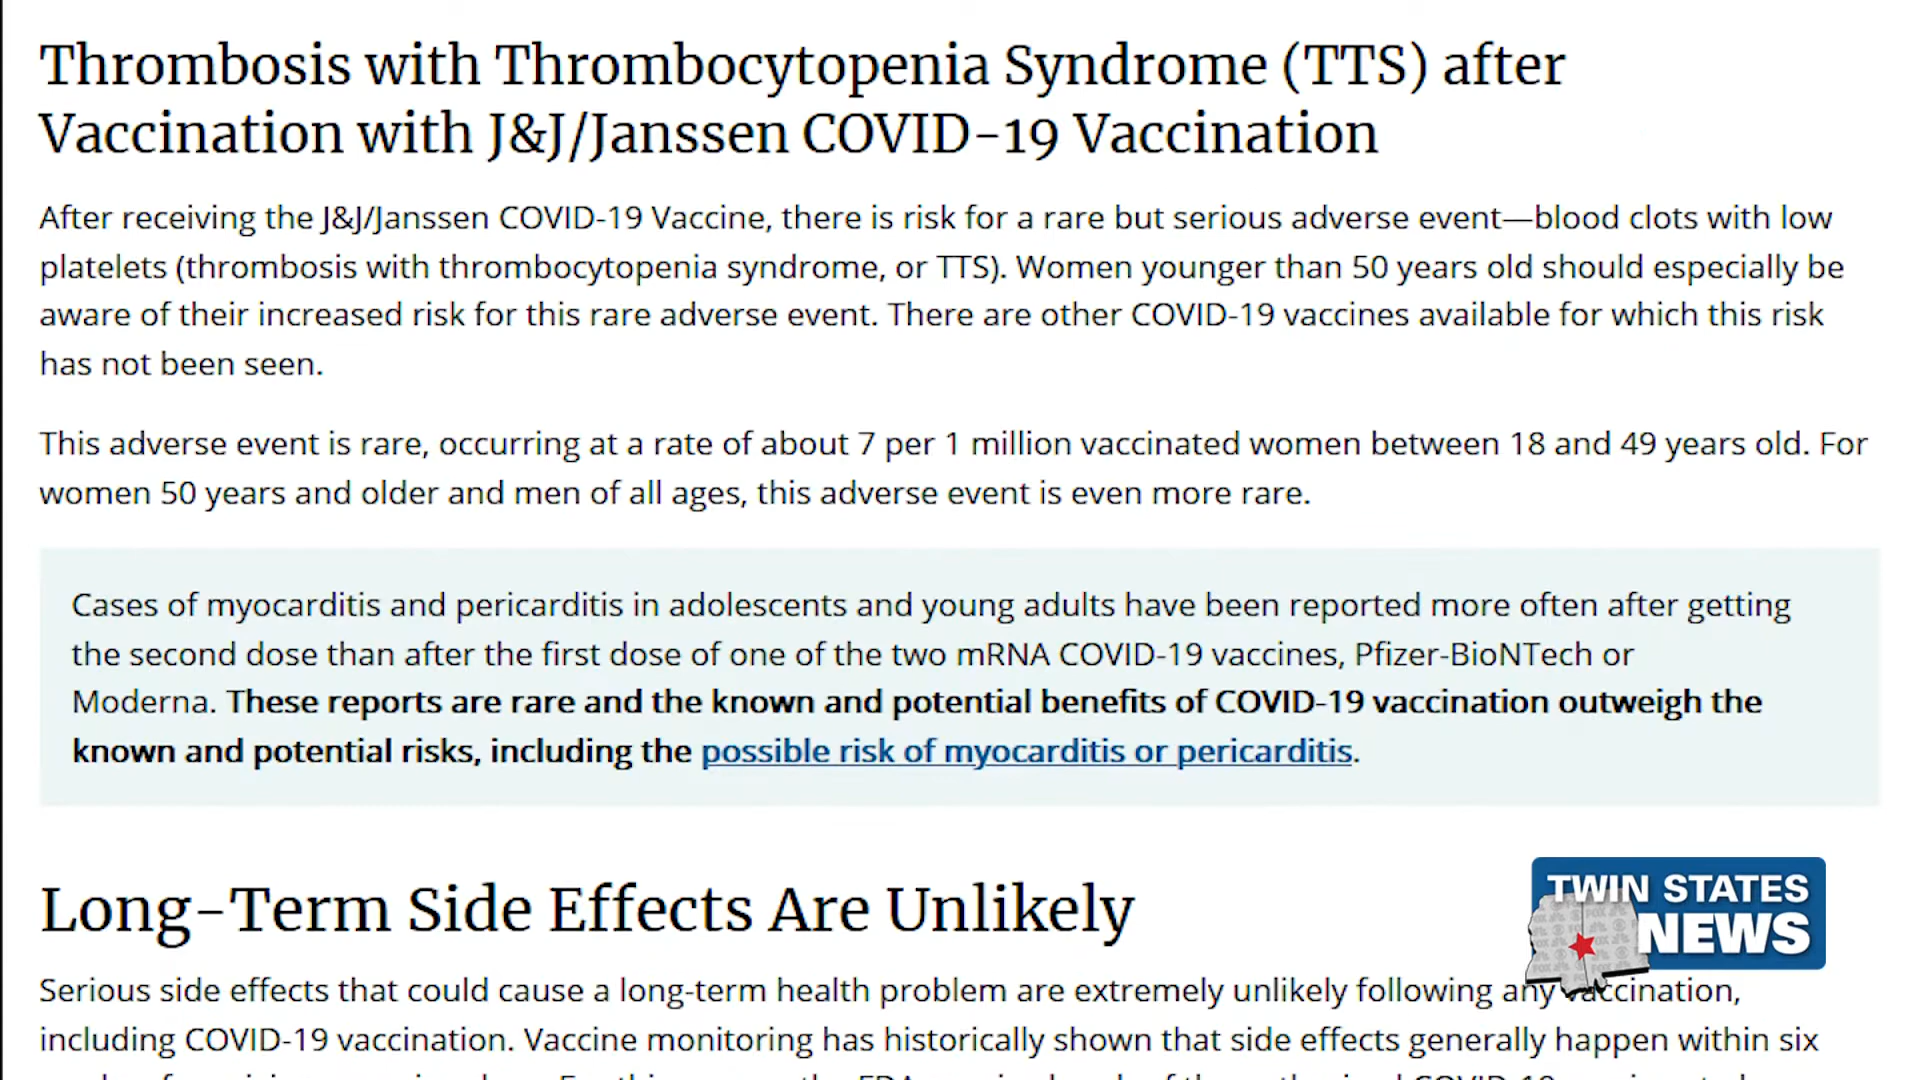 Thrombosis with Thrombocytopenia Syndrome (TTS) after
Vaccination with J&J/Janssen COVID-19 Vaccination
After receiving the J&J/Janssen COVID-19 Vaccine, there is risk for a rare but serious adverse event—blood clots with low
platelets (thrombosis with thrombocytopenia syndrome, or TTS). Women younger than 50 years old should especially be
aware of their increased risk for this rare adverse event. There are other COVID-19 vaccines available for which this risk
has not been seen.
This adverse event is rare, occurring at a rate of about 7 per 1 million vaccinated women between 18 and 49 years old. For
women 50 years and older and men of all ages, this adverse event is even more rare.
Cases of myocarditis and pericarditis in adolescents and young adults have been reported more often after getting
the second dose than after the first dose of one of the two mRNA COVID-19 vaccines, Pfizer-BioNTech or
Moderna. These reports are rare and the known and potential benefits of COVID-19 vaccination outweigh the
known and potential risks, including the possible risk of myocarditis or pericarditis.
Long-Term Side Effects Are Unlikely
TWIN STATES
NEWS
Serious side effects that could cause a long-term health problem are extremely unlikely following any vaccination,
including COVID-19 vaccination. Vaccine monitoring has historically shown that side effects generally happen within six